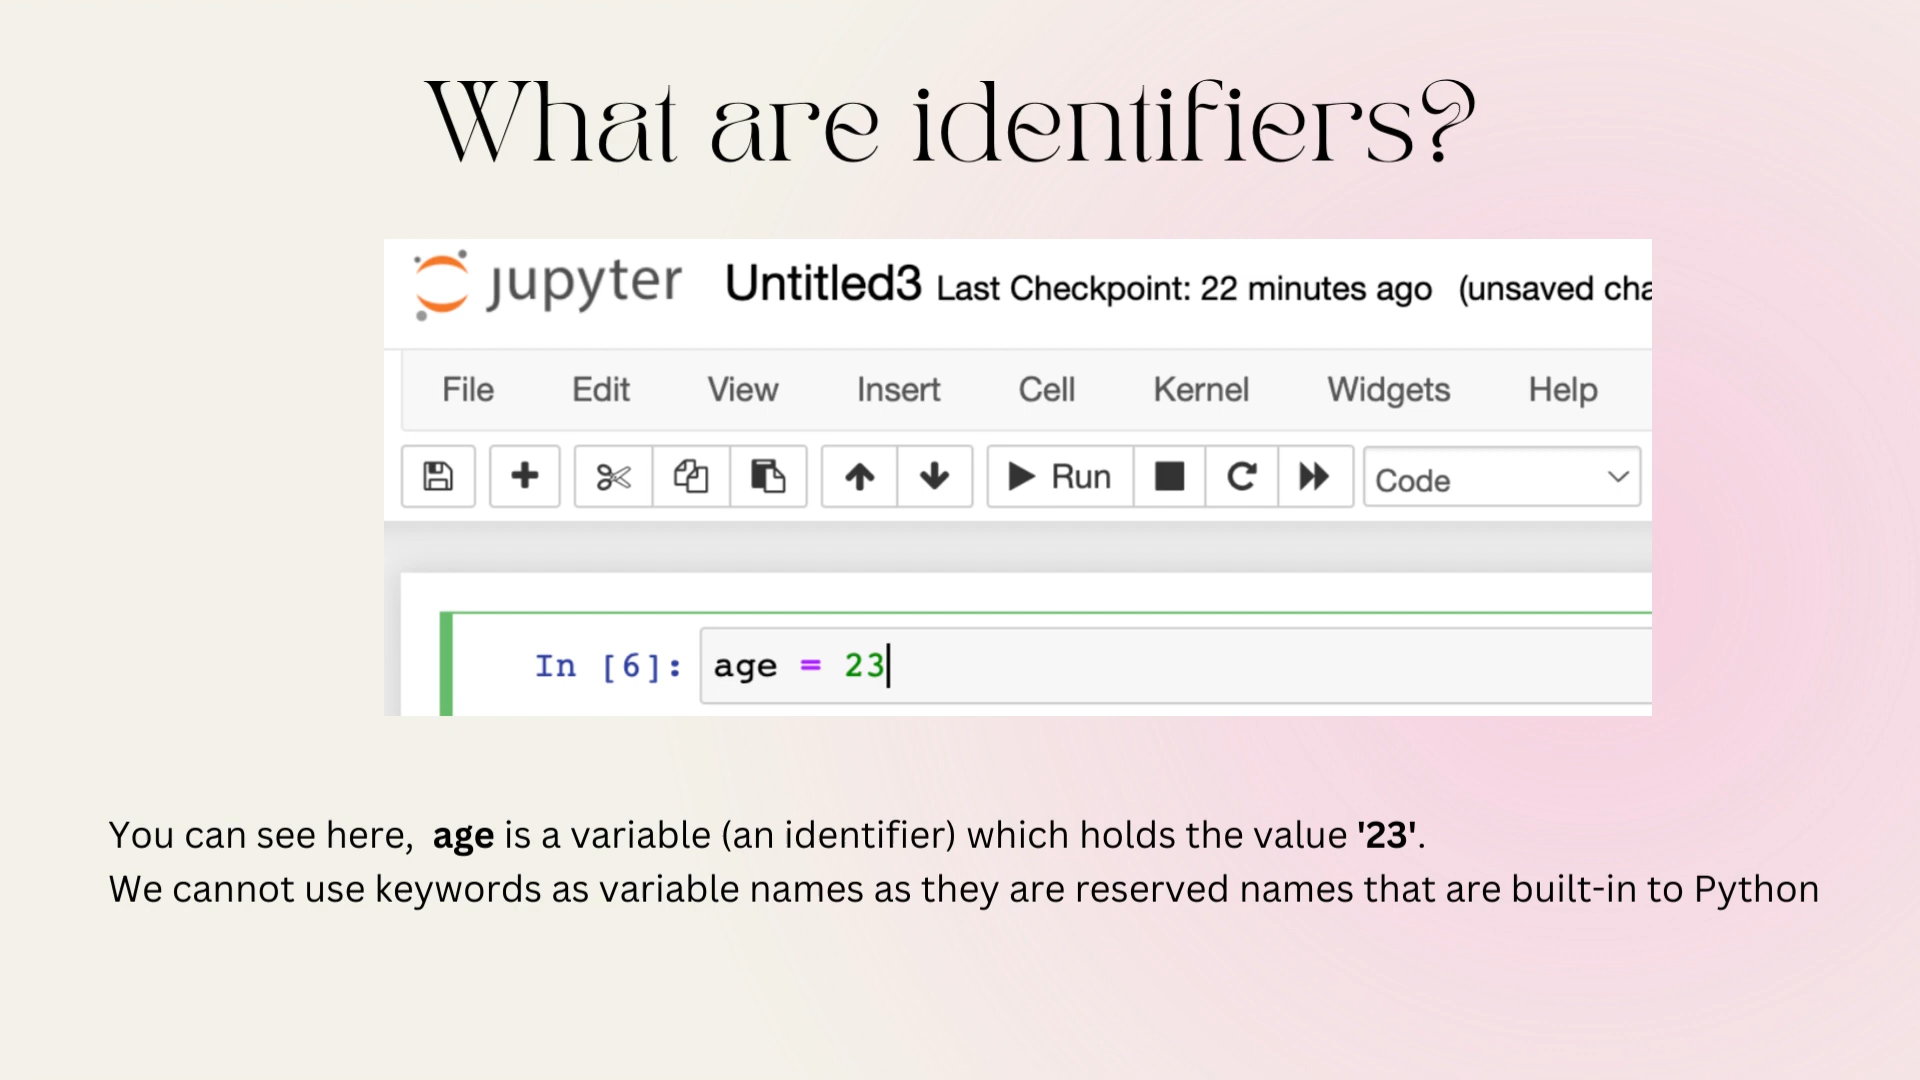 What are identifiers?
jupyter Untitled3 Last Checkpoint: 22 minutes ago (unsaved cha
File Edit View Insert Cell Kernel Widgets Help
Run Code
In [6]: age = 23
You can see here, age is a variable (an identifier) which holds the value '23'.
We cannot use keywords as variable names as they are reserved names that are built-in to Python